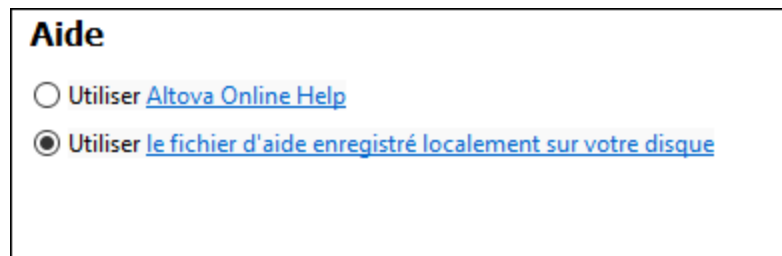 Aide
Utiliser Altova Online Help
Utiliser le fichier d'aide enregistré localement sur votre disque